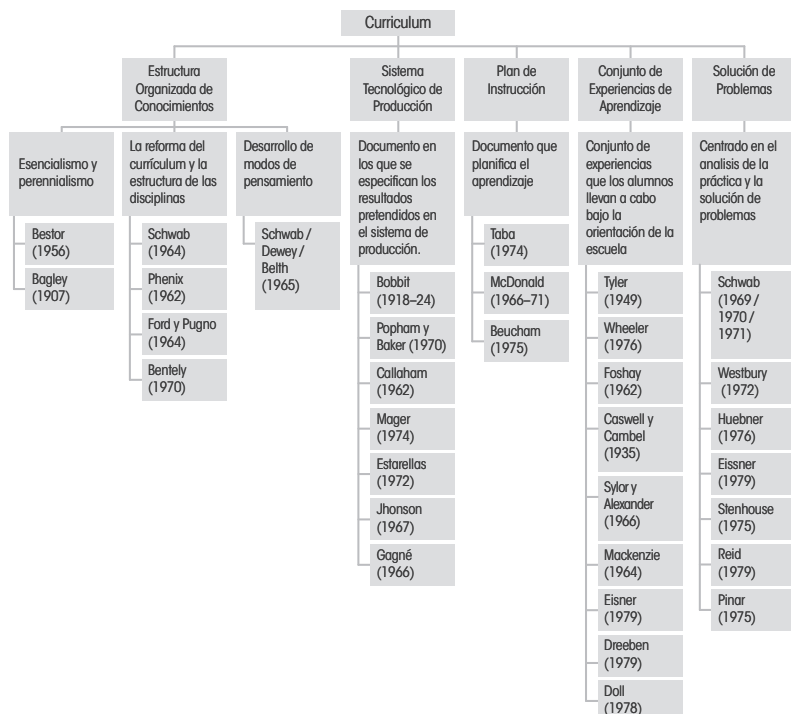 Curriculum
Estructura
Organizada de
Conocimientos
Esencialismo y
perennialismo
Bestor
(1956)
Bagley
(1907)
La reforma del
currículum y la
estructura de las
disciplinas
Schwab
(1964)
Phenix
(1962)
Ford y Pugno
(1964)
Bentely
(1970)
Desarrollo de
modos de
pensamiento
Schwab /
Dewey /
Belth
(1965)
Sistema
Tecnológico de
Producción
Documento en
los que se
especifican los
resultados
pretendidos en
el sistema de
producción.
Bobbit
(1918–24)
Popham y
Baker (1970)
Callaham
(1962)
Mager
(1974)
Estarellas
(1972)
Jhonson
(1967)
Gagné
(1966)
Plan de
Instrucción
Documento que
planifica el
aprendizaje
Taba
(1974)
McDonald
(1966–71)
Beucham
(1975)
Conjunto de
Experiencias de
Aprendizaje
Conjunto de
experiencias
que los alumnos
llevan a cabo
bajo la
orientación de la
escuela
Tyler
(1949)
Wheeler
(1976)
Foshay
(1962)
Caswell y
Cambel
(1935)
Sylor y
Alexander
(1966)
Mackenzie
(1964)
Eisner
(1979)
Dreeben
(1979)
Doll
(1978)
Solución de
Problemas
Centrado en el
analisis de la
práctica y la
solución de
problemas
Schwab
(1969 /
1970 /
1971)
Westbury
(1972)
Huebner
(1976)
Eissner
(1979)
Stenhouse
(1975)
Reid
(1979)
Pinar
(1975)